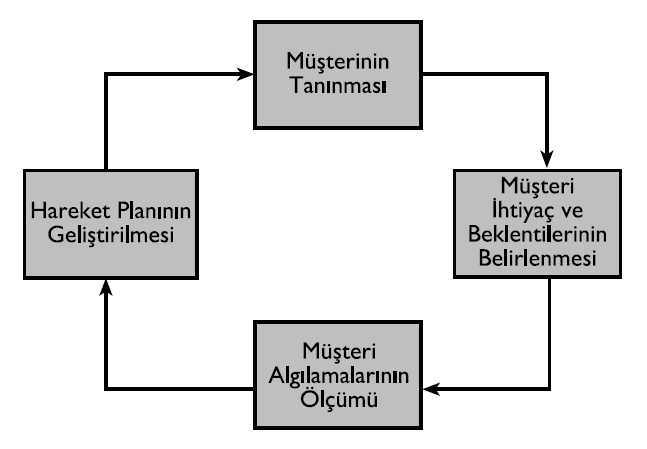 Müşterinin
Tanınması
Müşteri
İhtiyaç ve
Beklentilerinin
Belirlenmesi
Müşteri
Algılamalarının
Ölçümü
Hareket Planının
Geliştirilmesi